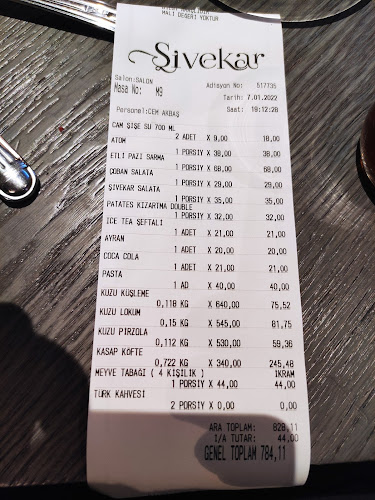 MALİ DEĞERİ YOKTUR
Şivekar
Salon:SALON
Adisyon No: 517735
Masa No: M9
Tarih: 7.01.2022
Personel:CEM AKBAŞ
Saat: 19:12:28
CAM ŞİŞE SU 700 ML
2 ADET X 9,00 18,00
ATOM
1 PORSİY X 38,00 38,00
ETLİ PAZI SARMA
1 PORSİY X 68,00 68,00
ÇOBAN SALATA
1 PORSİY X 29,00 29,00
ŞİVEKAR SALATA
1 PORSİY X 35,00 35,00
PATATES KIZARTMA DOUBLE
1 PORSİY X 32,00 32,00
ICE TEA ŞEFTALİ
1 ADET X 21,00 21,00
AYRAN
1 ADET X 20,00 20,00
COCA COLA
1 ADET X 21,00 21,00
PASTA
1 AD X 40,00 40,00
KUZU KÜŞLEME
0,118 KG X 640,00 75,52
KUZU LOKUM
0,15 KG X 545,00 81,75
KUZU PİRZOLA
0,112 KG X 530,00 59,36
KASAP KÖFTE
0,722 KG X 340,00 245,48
MEYVE TABAĞI ( 4 KİŞİLİK ) IKRAM
1 PORSİY X 44,00 44,00
TÜRK KAHVESİ
2 PORSİY X 0,00 0,00
ARA TOPLAM: 828,11
I/A TUTAR: 44,00
GENEL TOPLAM 784,11